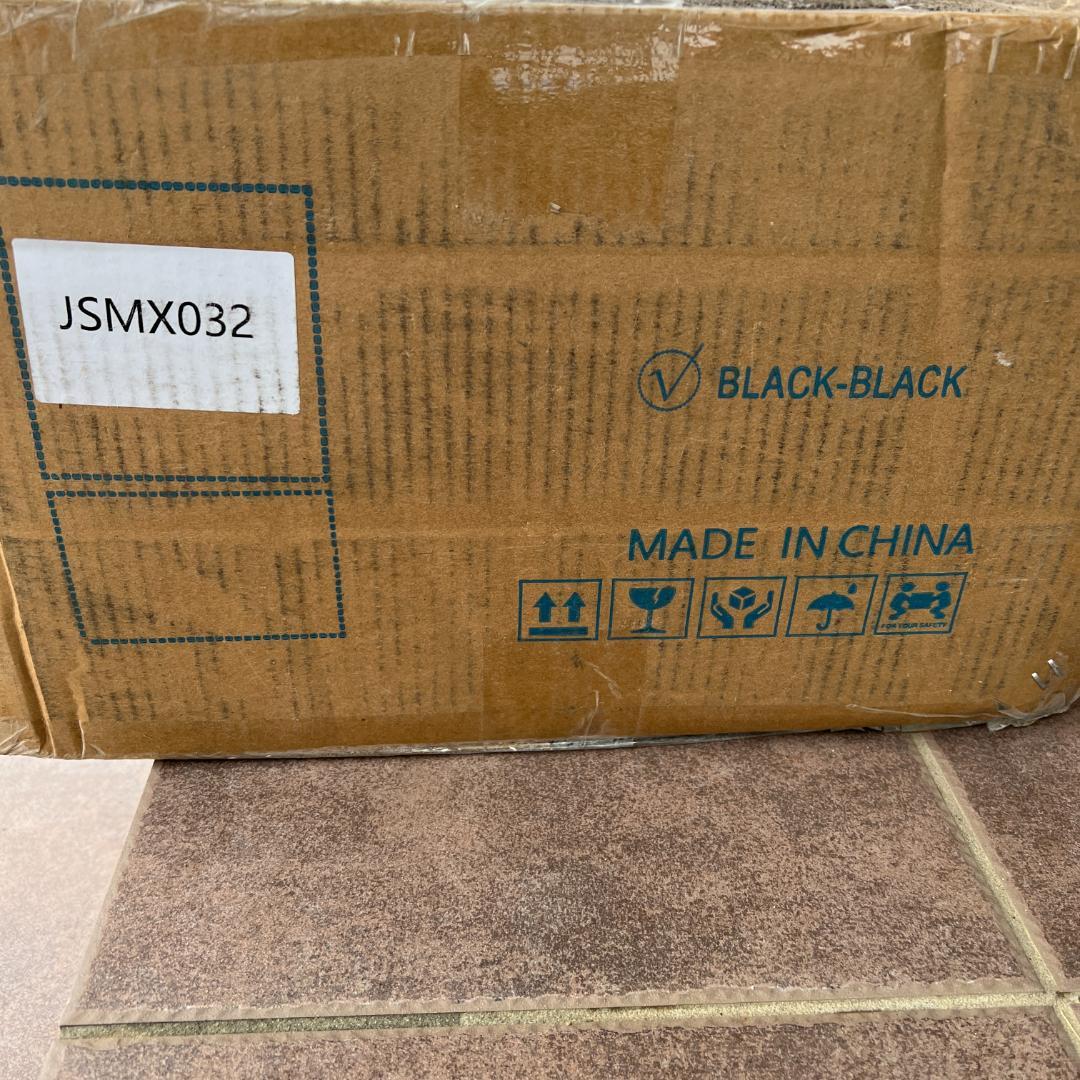 JSMX032
BLACK-BLACK
MADE IN CHINA
FOR YOUR SAFETY